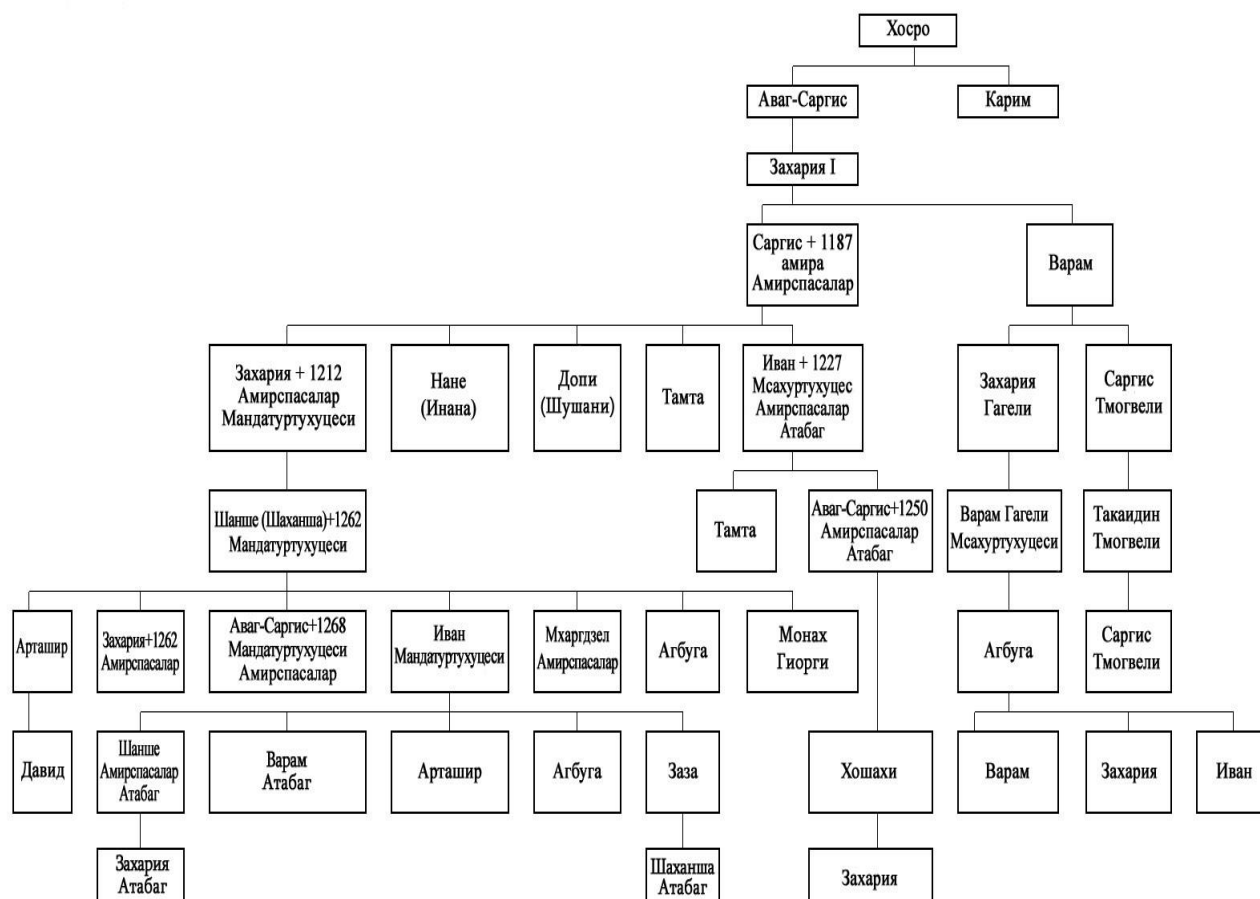 Хосро
Аваг-Саргис
Карим
Захария I
Саргис + 1187
амира
Амирспасалар
Варам
Захария + 1212
Амирспасалар
Мандатуртухуцеси
Нане
(Инана)
Допи
(Шушани)
Тамта
Иван + 1227
Мсахуртухуцес
Амирспасалар
Атабаг
Захария
Гагели
Саргис
Тмогвели
Шанше (Шаханша)+1262
Мандатуртухуцеси
Тамта
Аваг-Саргис+1250
Амирспасалар
Атабаг
Варам Гагели
Мсахуртухуцеси
Такаидин
Тмогвели
Арташир
Захария+1262
Амирспасалар
Аваг-Саргис+1268
Мандатуртухуцеси
Амирспасалар
Иван
Мандатуртухуцеси
Мхаргдзел
Амирспасалар
Агбуга
Монах
Гиорги
Агбуга
Саргис
Тмогвели
Давид
Шанше
Амирспасалар
Атабаг
Варам
Атабаг
Арташир
Агбуга
Заза
Хошахи
Варам
Захария
Иван
Захария
Атабаг
Шаханша
Атабаг
Захария